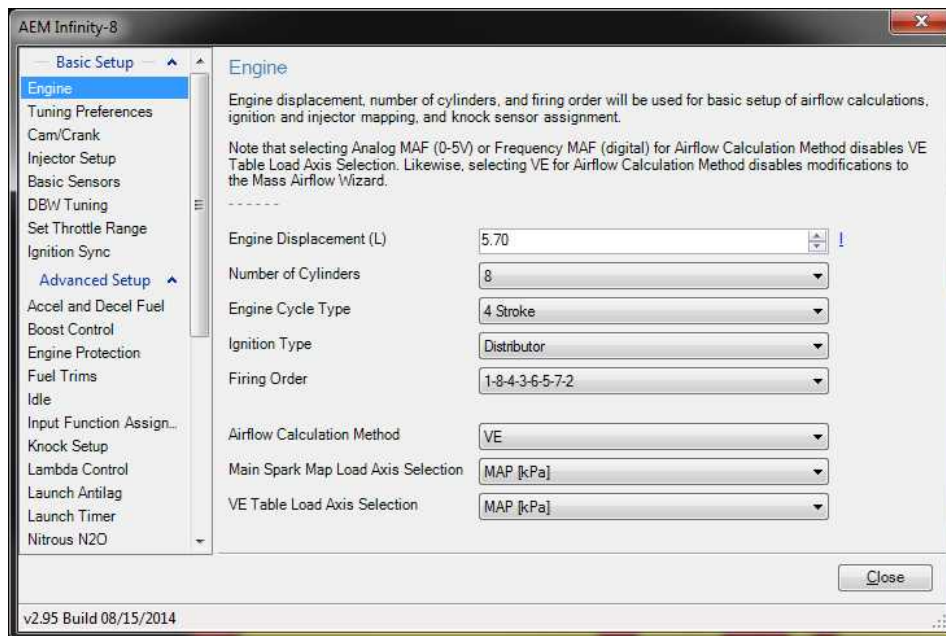 AEM Infinity-8
Basic Setup
Engine
Tuning Preferences
Cam/Crank
Injector Setup
Basic Sensors
DBW Tuning
Set Throttle Range
Ignition Sync
Advanced Setup
Accel and Decel Fuel
Boost Control
Engine Protection
Fuel Trims
Idle
Input Function Assign...
Knock Setup
Lambda Control
Launch Antilag
Launch Timer
Nitrous N2O
Engine
Engine displacement, number of cylinders, and firing order will be used for basic setup of airflow calculations,
ignition and injector mapping, and knock sensor assignment.
Note that selecting Analog MAF (0-5V) or Frequency MAF (digital) for Airflow Calculation Method disables VE
Table Load Axis Selection. Likewise, selecting VE for Airflow Calculation Method disables modifications to
the Mass Airflow Wizard.
- - - - - -
Engine Displacement (L) 5.70 !
Number of Cylinders 8
Engine Cycle Type 4 Stroke
Ignition Type Distributor
Firing Order 1-8-4-3-6-5-7-2
Airflow Calculation Method VE
Main Spark Map Load Axis Selection MAP [kPa]
VE Table Load Axis Selection MAP [kPa]
Close
v2.95 Build 08/15/2014